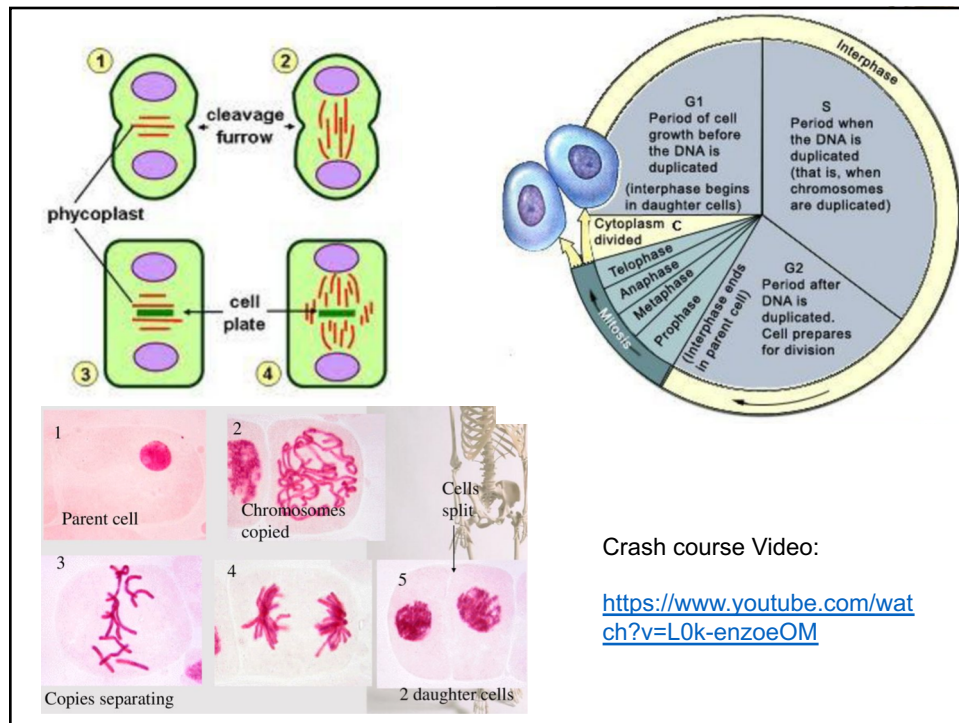 1
2
cleavage
furrow
phycoplast
cell
plate
3
4
Interphase
G1
Period of cell
growth before
the DNA is
duplicated
(interphase begins
in daughter cells)
S
Period when
the DNA is
duplicated
(that is, when
chromosomes
are duplicated)
Cytoplasm C
divided
Telophase
Anaphase
Metaphase
Prophase
(Interphase ends
in parent cell)
Mitosis
G2
Period after
DNA is
duplicated.
Cell prepares
for division
1
Parent cell
2
Chromosomes
copied
Cells
split
3
Copies separating
4
5
2 daughter cells
Crash course Video:
https://www.youtube.com/wat
ch?v=L0k-enzoeOM